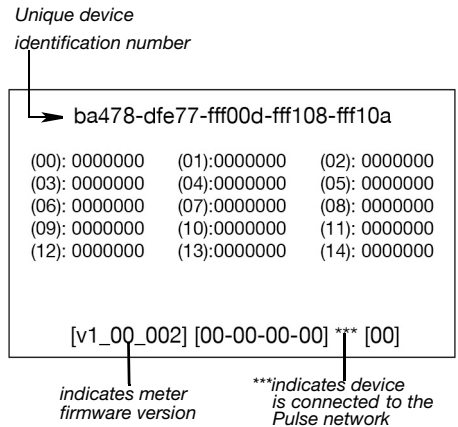 Unique device
identification number
ba478-dfe77-fff00d-fff108-fff10a
(00): 0000000 (01):0000000 (02): 0000000
(03): 0000000 (04):0000000 (05): 0000000
(06): 0000000 (07):0000000 (08): 0000000
(09): 0000000 (10):0000000 (11): 0000000
(12): 0000000 (13):0000000 (14): 0000000
[v1_00_002] [00-00-00-00] *** [00]
indicates meter
firmware version
***indicates device
is connected to the
Pulse network